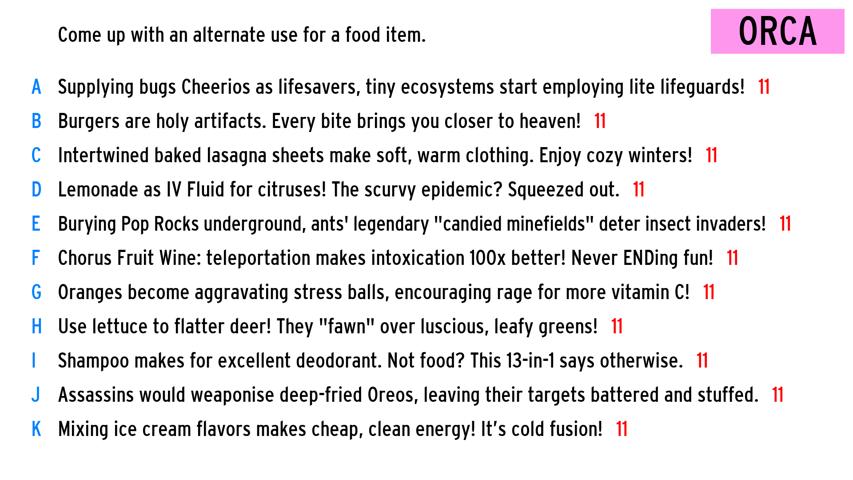 Come up with an alternate use for a food item.
ORCA
A Supplying bugs Cheerios as lifesavers, tiny ecosystems start employing lite lifeguards! 11
B Burgers are holy artifacts. Every bite brings you closer to heaven! 11
C Intertwined baked lasagna sheets make soft, warm clothing. Enjoy cozy winters! 11
D Lemonade as IV Fluid for citruses! The scurvy epidemic? Squeezed out. 11
E Burying Pop Rocks underground, ants' legendary "candied minefields" deter insect invaders! 11
F Chorus Fruit Wine: teleportation makes intoxication 100x better! Never ENDing fun! 11
G Oranges become aggravating stress balls, encouraging rage for more vitamin C! 11
H Use lettuce to flatter deer! They "fawn" over luscious, leafy greens! 11
I Shampoo makes for excellent deodorant. Not food? This 13-in-1 says otherwise. 11
J Assassins would weaponise deep-fried Oreos, leaving their targets battered and stuffed. 11
K Mixing ice cream flavors makes cheap, clean energy! It’s cold fusion! 11